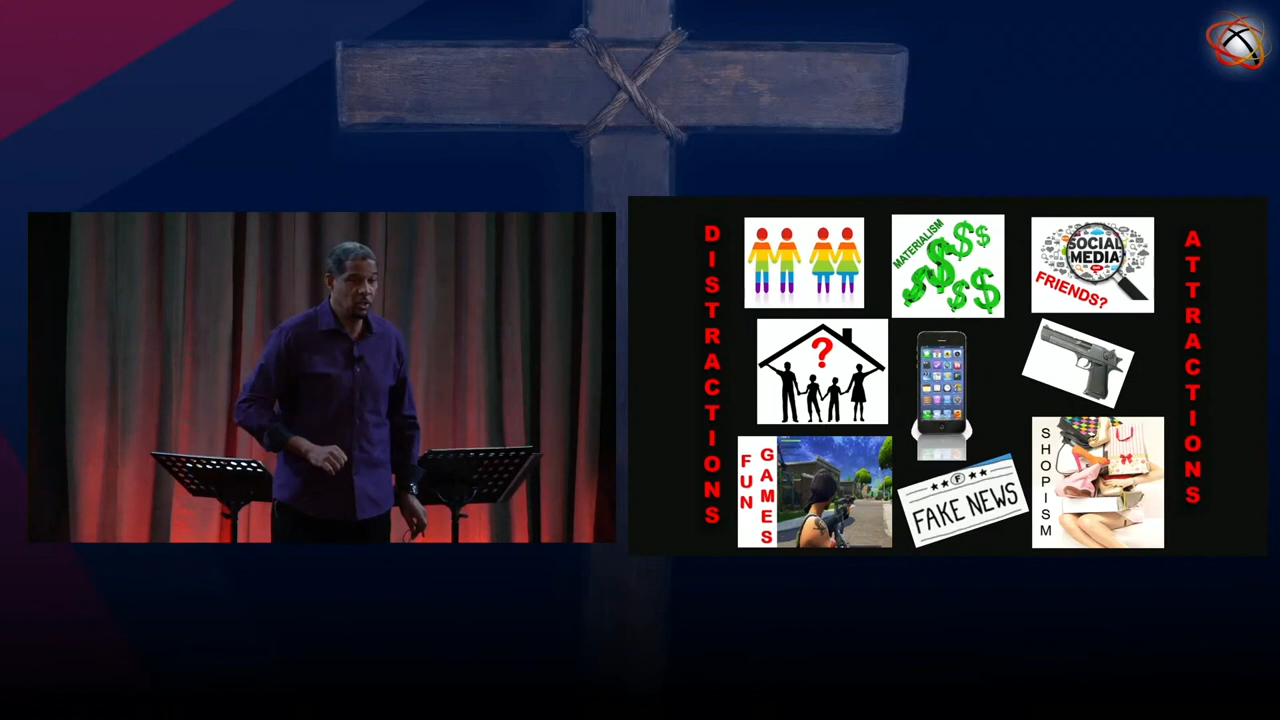 DISTRACTIONS
MATERIALISM
SOCIAL
MEDIA
FRIENDS?
ATTRACTIONS
?
FUN
GAMES
F
FAKE NEWS
SHOPISM